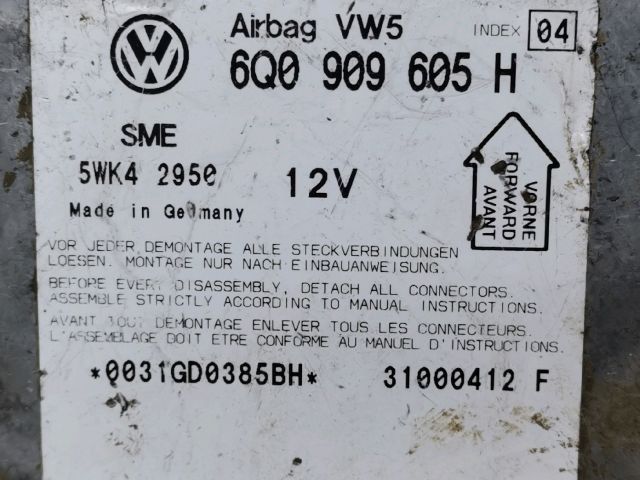 VW
Airbag VW5 INDEX 04
6Q0 909 605 H
SME
5WK4 2950 12V
Made in Germany
VORNE
FORWARD
AVANT
VOR JEDER DEMONTAGE ALLE STECKVERBINDUNGEN
LOESEN. MONTAGE NUR NACH EINBAUANWEISUNG.
BEFORE EVERY DISASSEMBLY, DETACH ALL CONNECTORS.
ASSEMBLE STRICTLY ACCORDING TO MANUAL INSTRUCTIONS.
AVANT TOUT DEMONTAGE ENLEVER TOUS LES CONNECTEURS.
L'ASSEMBLAGE DOIT ETRE CONFORME AU MANUEL D'INSTRUCTIONS.
*0031GD0385BH* 31000412 F